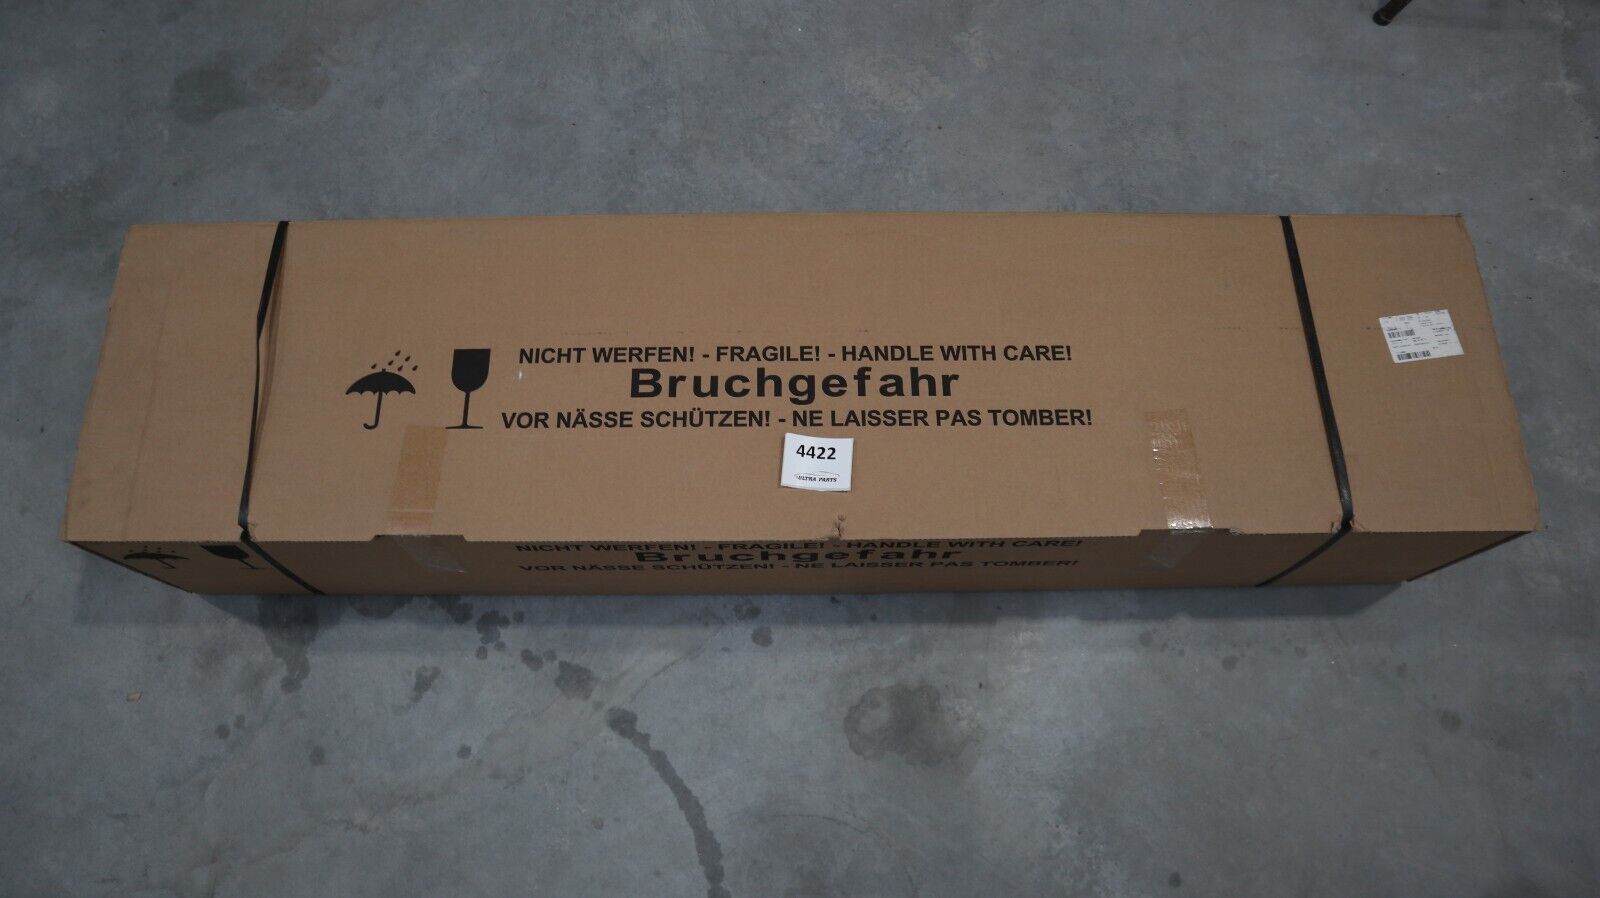 NICHT WERFEN! - FRAGILE! - HANDLE WITH CARE!
Bruchgefahr
VOR NÄSSE SCHÜTZEN! - NE LAISSER PAS TOMBER!
4422
ULTRA PARTS
NICHT WERFEN! - FRAGILE! - HANDLE WITH CARE!
Bruchgefahr
VOR NÄSSE SCHÜTZEN! - NE LAISSER PAS TOMBER!